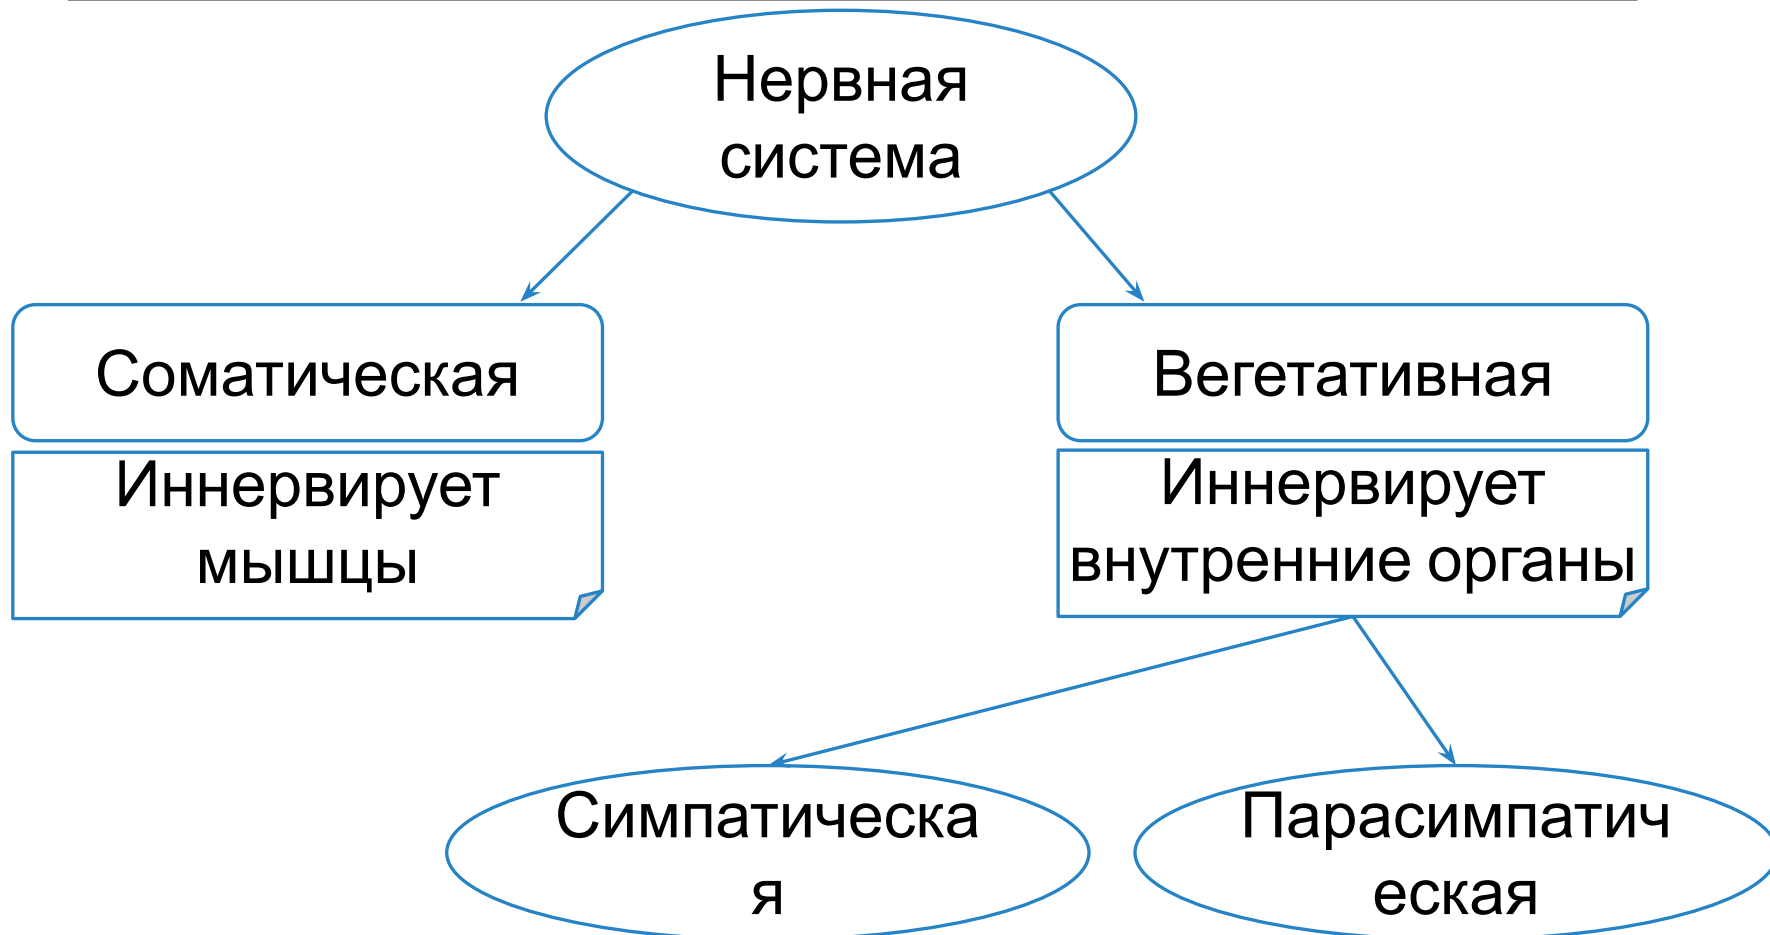 Нервная
система
Соматическая
Вегетативная
Иннервирует
мышцы
Иннервирует
внутренние органы
Симпатическа
я
Парасимпатич
еская